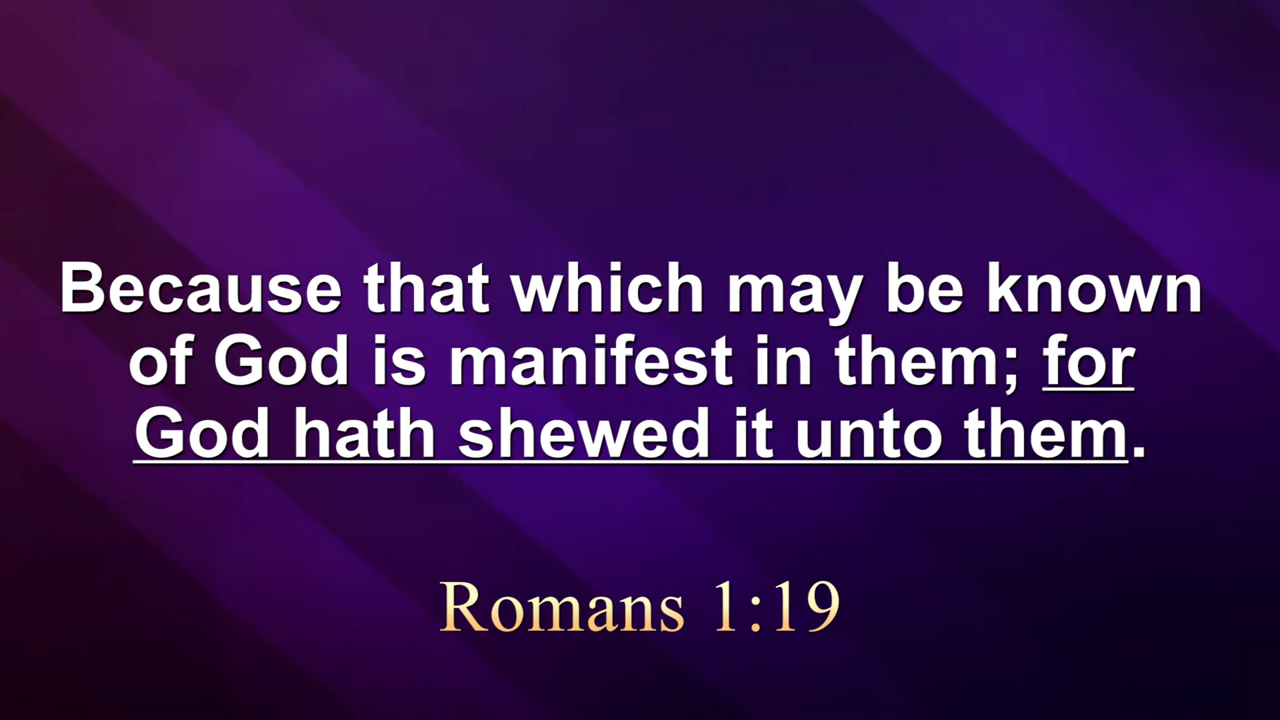 Because that which may be known
of God is manifest in them; for
God hath shewed it unto them.
Romans 1:19